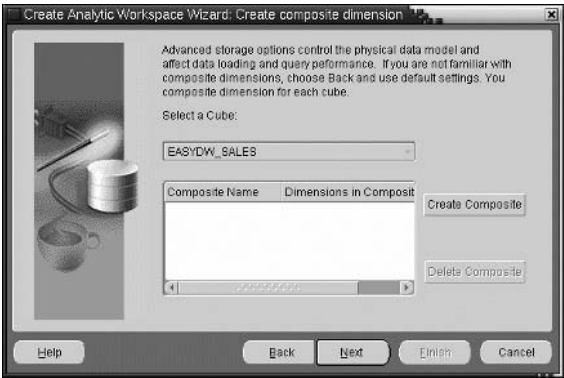 Create Analytic Workspace Wizard: Create composite dimension
Advanced storage options control the physical data model and
affect data loading and query peformance. If you are not familiar with
composite dimensions, choose Back and use default settings. You
composite dimension for each cube.
Select a Cube:
EASYDW_SALES
Composite Name Dimensions in Composit
Create Composite
Delete Composite
Help Back Next Finish Cancel